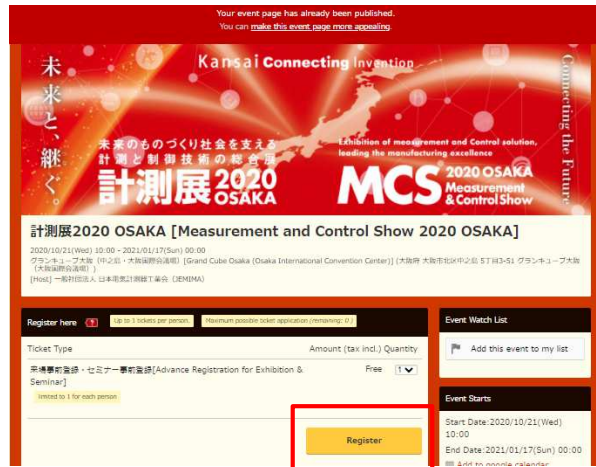 Your event page has already been published.
You can make this event page more appealing.
未来と、継ぐ。
Kansai Connecting Invention
Connecting the Future
未来のものづくり社会を支える
計測と制御技術の総合展
計測展2020 OSAKA
Exhibition of measurement and Control solution,
leading the manufacturing excellence
MCS 2020 OSAKA
Measurement
& Control Show
計測展2020 OSAKA [Measurement and Control Show 2020 OSAKA]
2020/10/21(Wed) 10:00 - 2021/01/17(Sun) 00:00
グランキューブ大阪（中之島・大阪国際会議場）[Grand Cube Osaka (Osaka International Convention Center)] (大阪府 大阪市北区中之島 5丁目3-51 グランキューブ大阪
（大阪国際会議場）)
[Host] 一般社団法人 日本電気計測器工業会（JEMIMA）
Register here
Up to 1 tickets per person.
Maximum possible ticket application (remaining: 0 )
Ticket Type
Amount (tax incl.) Quantity
来場事前登録・セミナー事前登録[Advance Registration for Exhibition &
Seminar]
Free 1
limited to 1 for each person
Register
Event Watch List
Add this event to my list
Event Starts
Start Date:2020/10/21(Wed)
10:00
End Date:2021/01/17(Sun) 00:00
Add to google calendar